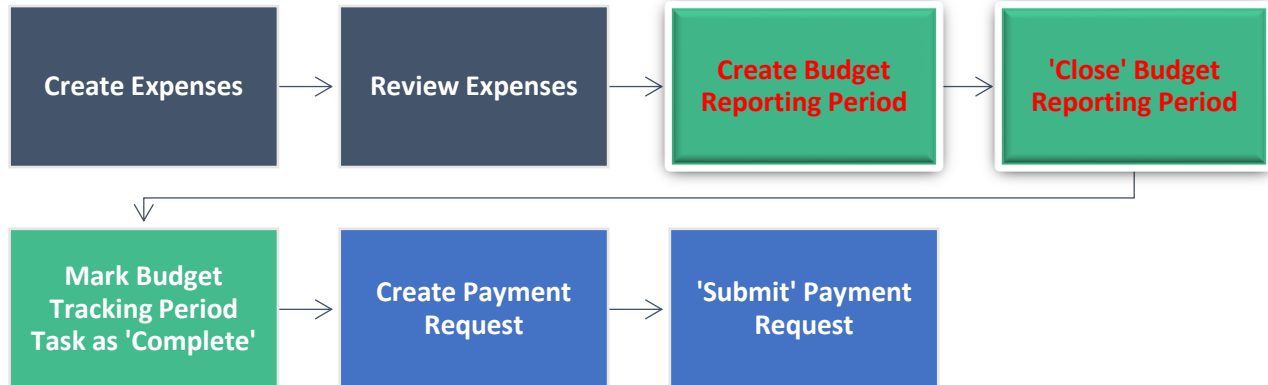 Create Expenses
Review Expenses
Create Budget
Reporting Period
'Close' Budget
Reporting Period
Mark Budget
Tracking Period
Task as 'Complete'
Create Payment
Request
'Submit' Payment
Request